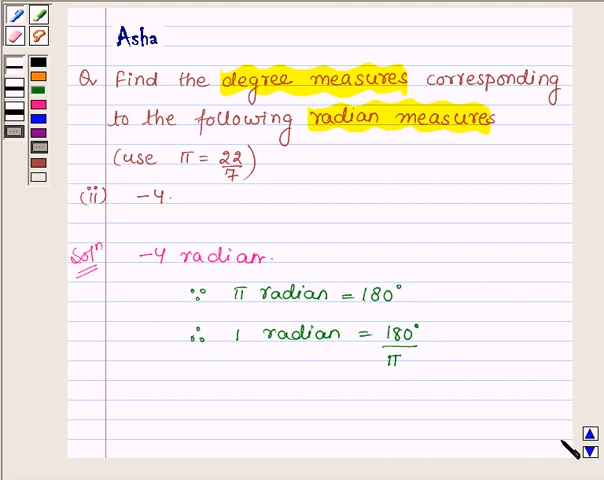 Asha
Q Find the degree measures corresponding
to the following radian measures
(use π = 22/7)
(ii) -4.
Solⁿ -4 radian.
∵ π radian = 180°
∴ 1 radian = 180°/π